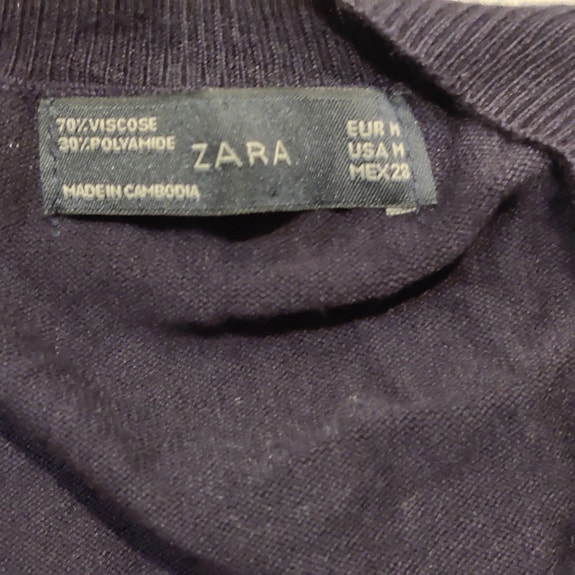 70%VISCOSE
30%POLYAMIDE
MADE IN CAMBODIA
ZARA
EUR M
USA M
MEX 28